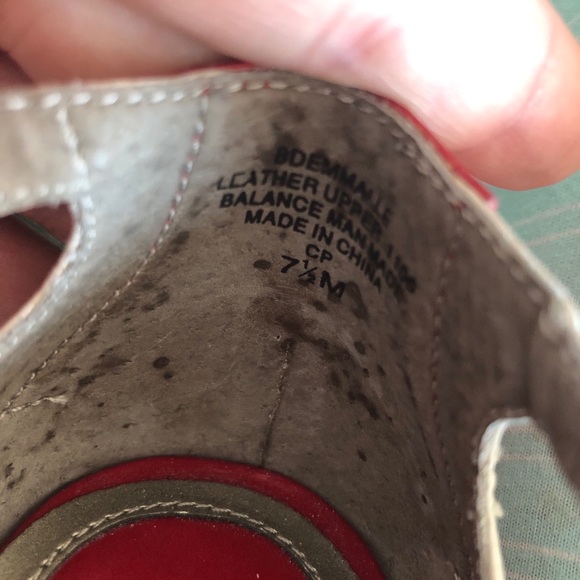 LEATHER UPPER
BALANCE MAN MADE
MADE IN CHINA
CP
7½M